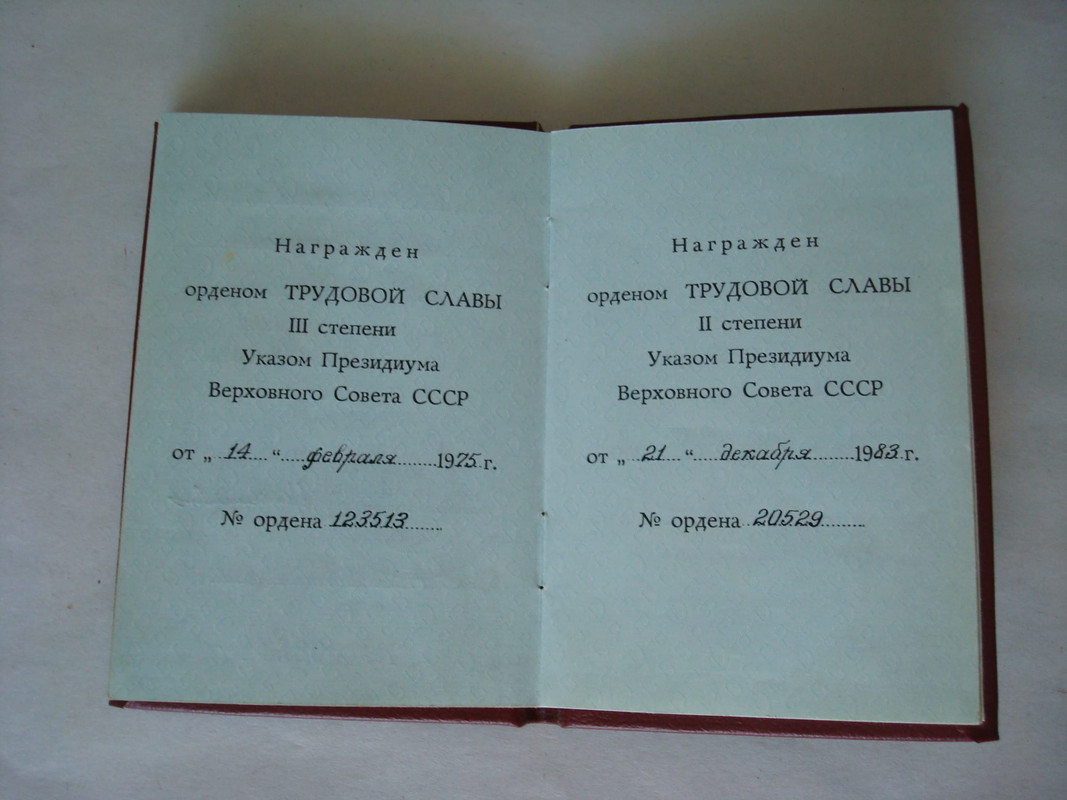 Награжден
орденом ТРУДОВОЙ СЛАВЫ
III степени
Указом Президиума
Верховного Совета СССР
от „ 14 “ февраля 1975 г.
№ ордена 123513
Награжден
орденом ТРУДОВОЙ СЛАВЫ
II степени
Указом Президиума
Верховного Совета СССР
от „ 21 “ декабря 1983 г.
№ ордена 20529